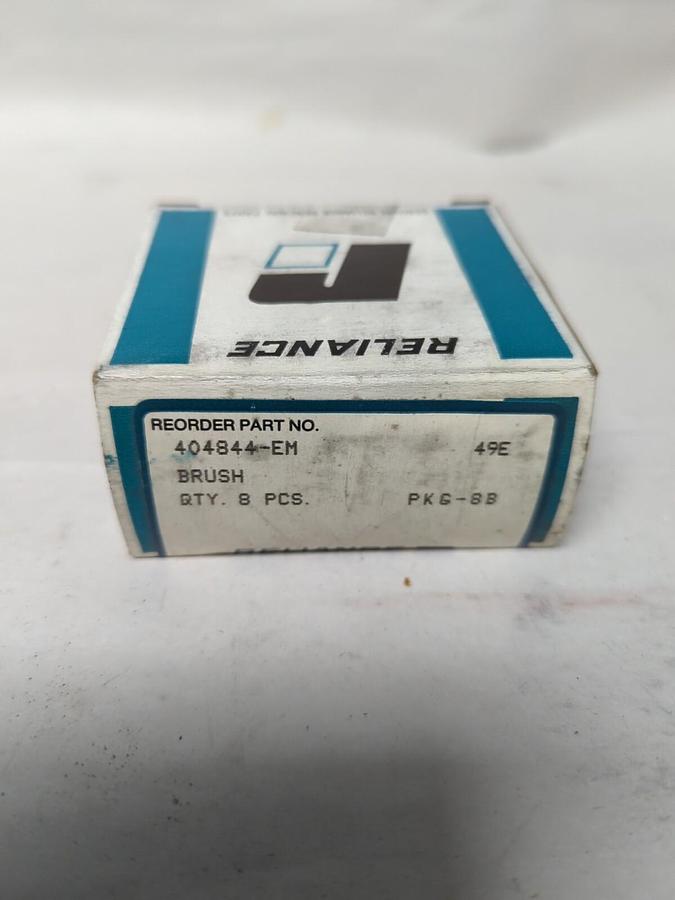 RELIANCE
REORDER PART NO.
404844-EM 49E
BRUSH
QTY. 8 PCS. PKG-8B